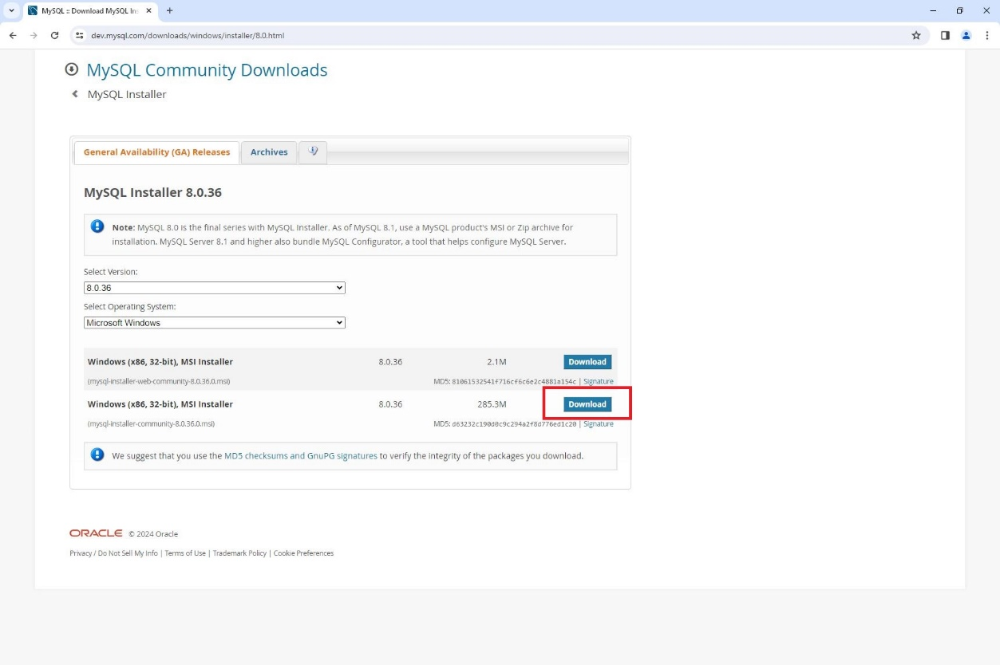 MySQL :: Download MySQL Ins
dev.mysql.com/downloads/windows/installer/8.0.html
MySQL Community Downloads
MySQL Installer
General Availability (GA) Releases
Archives
MySQL Installer 8.0.36
Note: MySQL 8.0 is the final series with MySQL Installer. As of MySQL 8.1, use a MySQL product's MSI or Zip archive for
installation. MySQL Server 8.1 and higher also bundle MySQL Configurator, a tool that helps configure MySQL Server.
Select Version:
8.0.36
Select Operating System:
Microsoft Windows
Windows (x86, 32-bit), MSI Installer 8.0.36 2.1M Download
(mysql-installer-web-community-8.0.36.0.msi) MD5: 81061532541f716cf6c6e2c4881a154c | Signature
Windows (x86, 32-bit), MSI Installer 8.0.36 285.3M Download
(mysql-installer-community-8.0.36.0.msi) MD5: d63232c190d0c9c294a2f8d776ed1c20 | Signature
We suggest that you use the MD5 checksums and GnuPG signatures to verify the integrity of the packages you download.
ORACLE © 2024 Oracle
Privacy / Do Not Sell My Info | Terms of Use | Trademark Policy | Cookie Preferences